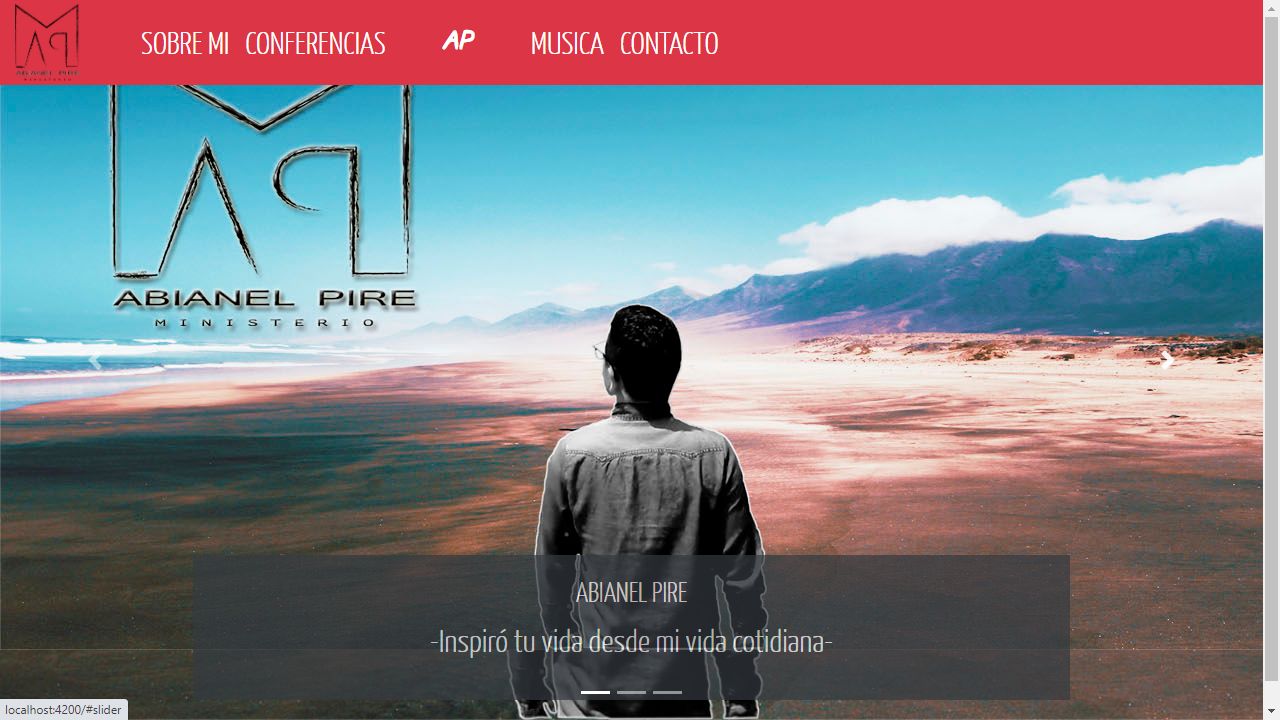 ABIANEL PIRE
MINISTERIO
SOBRE MI CONFERENCIAS AP MUSICA CONTACTO
ABIANEL PIRE
MINISTERIO
ABIANEL PIRE
-Inspiró tu vida desde mi vida cotidiana-
localhost:4200/#slider